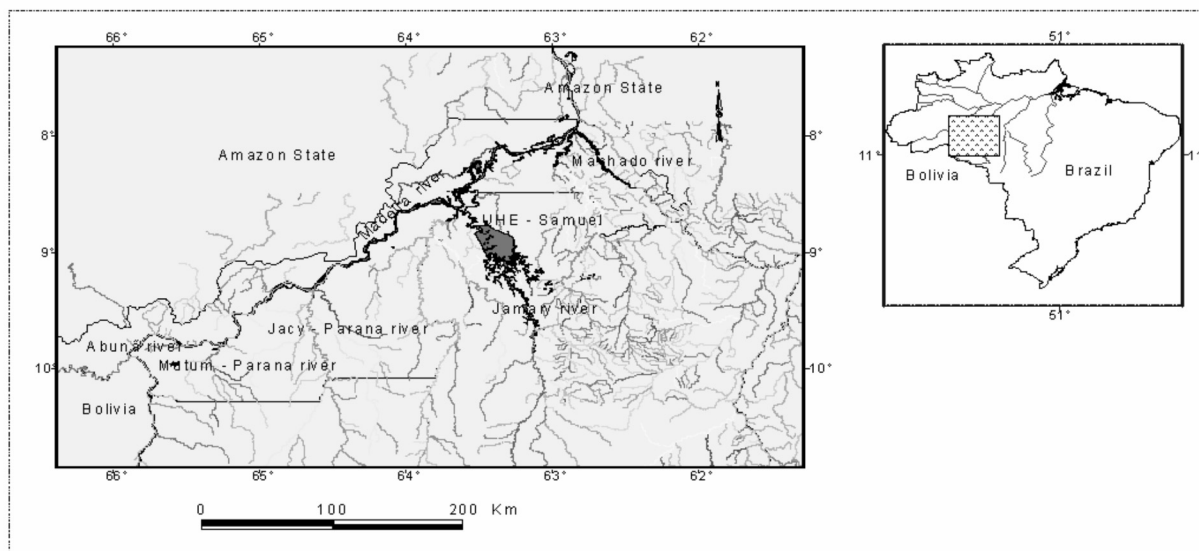 66° 65° 64° 63° 62°
51°
Amazon State
8° 8°
Amazon State
Machado river
11° 1
Madeira river
Bolivia Brazil
UHE - Samuel
9° 9°
Jamary river
51°
Jacy - Parana river
Abuna river
10 10°
Mutum - Parana river
Bolivia
66° 65° 64° 63° 62°
0 100 200 Km